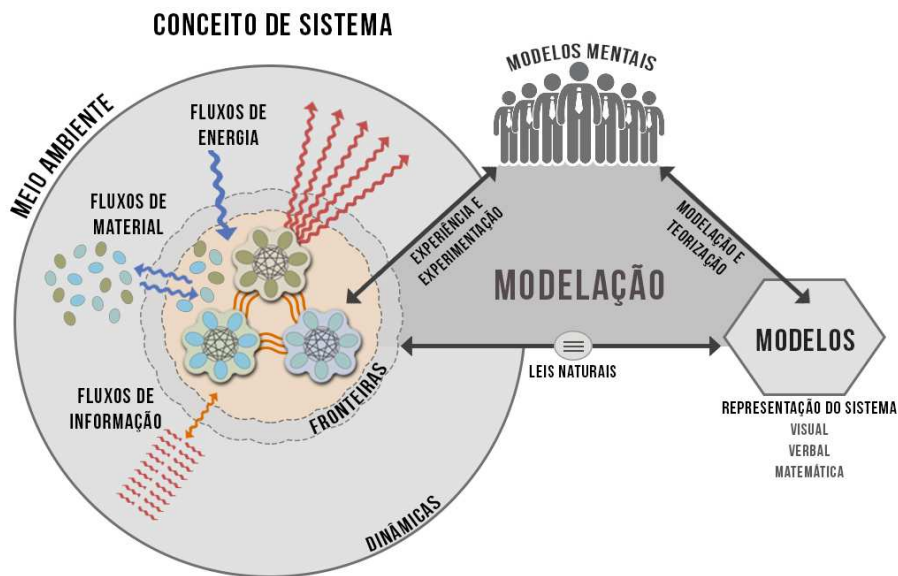 CONCEITO DE SISTEMA
MODELOS MENTAIS
MEIO AMBIENTE
FLUXOS DE
ENERGIA
FLUXOS DE
MATERIAL
EXPERIÊNCIA E
EXPERIMENTAÇÃO
MODELAÇÃO E
TEORIZAÇÃO
MODELAÇÃO
MODELOS
LEIS NATURAIS
FLUXOS DE
INFORMAÇÃO
FRONTEIRAS
REPRESENTAÇÃO DO SISTEMA
VISUAL
VERBAL
MATEMÁTICA
DINÂMICAS